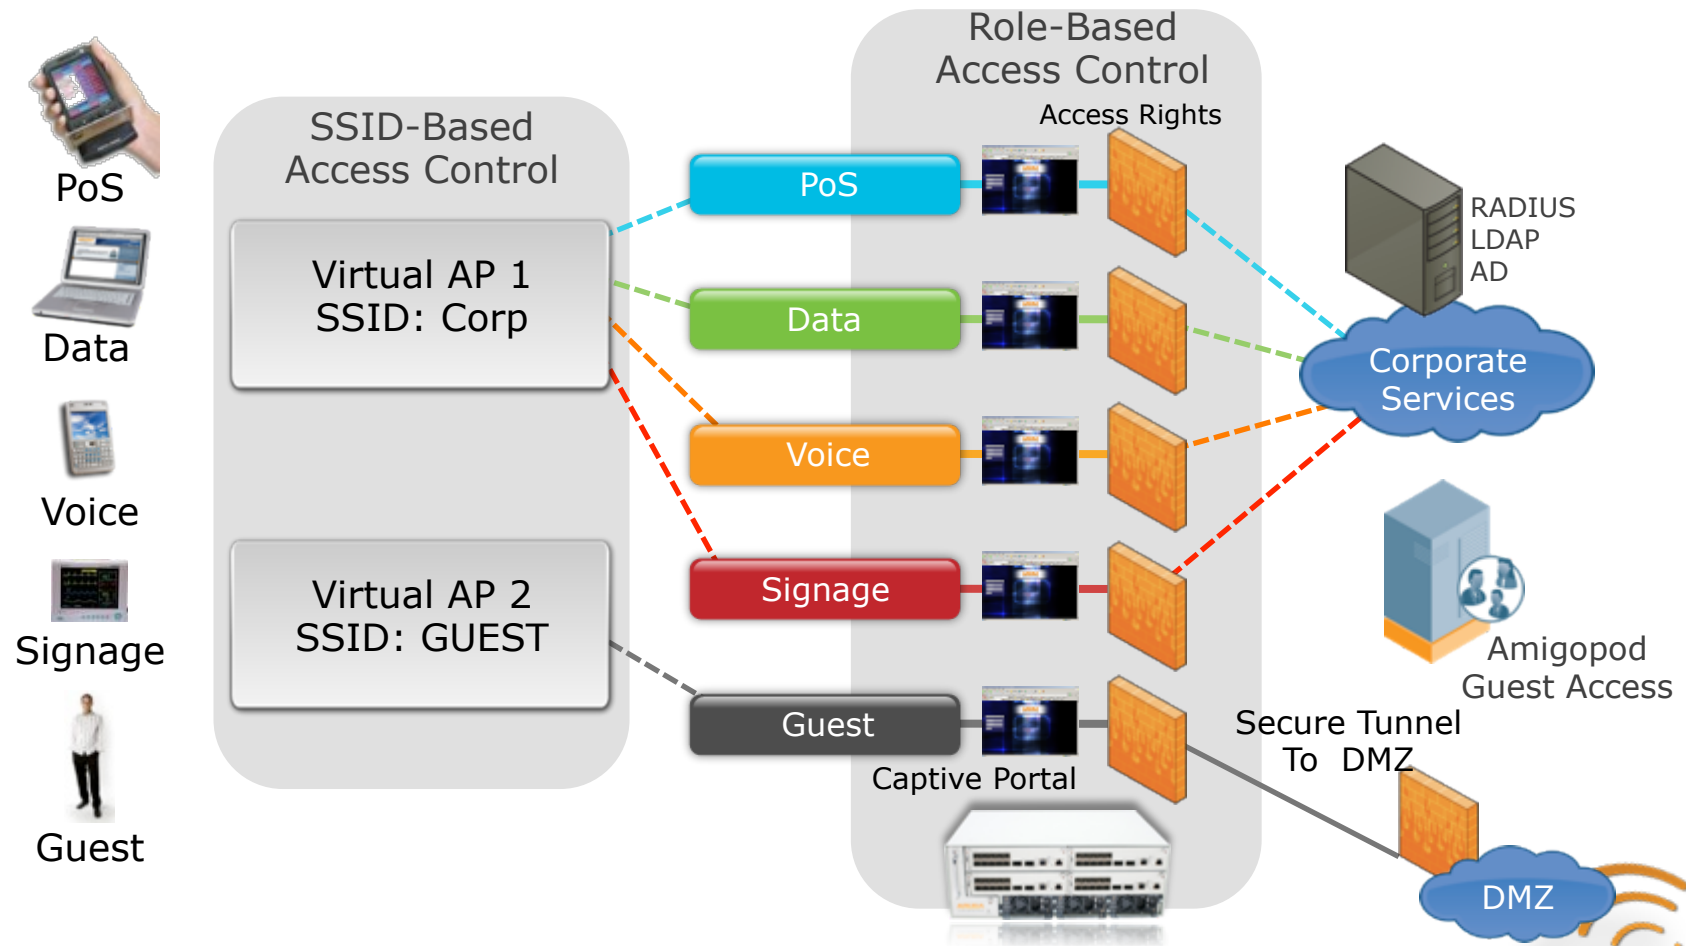 PoS
Data
Voice
Signage
Guest
SSID-Based
Access Control
Virtual AP 1
SSID: Corp
Virtual AP 2
SSID: GUEST
Role-Based
Access Control
Access Rights
PoS
Data
Voice
Signage
Guest
Captive Portal
RADIUS
LDAP
AD
Corporate
Services
Amigopod
Guest Access
Secure Tunnel
To DMZ
DMZ